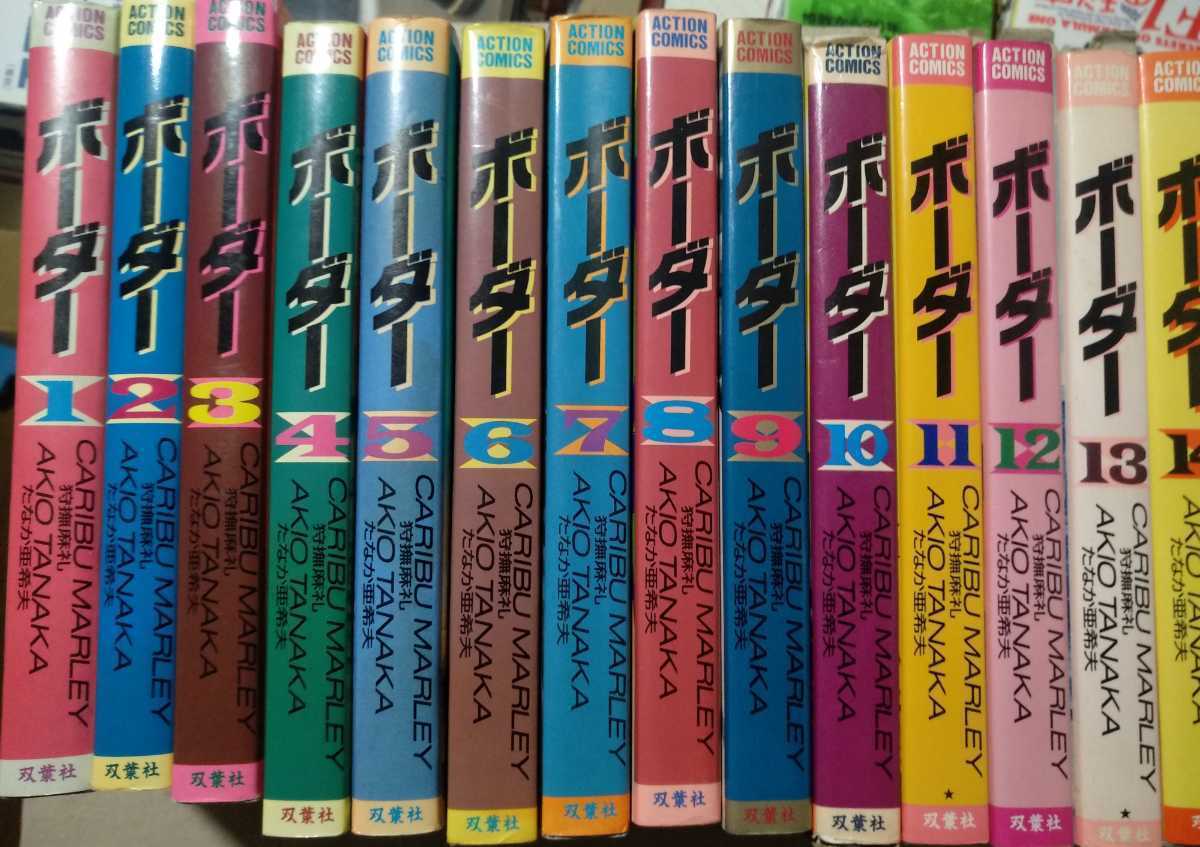 ACTION
COMICS
ボーダー
1
CARIBU MARLEY
狩撫麻礼
AKIO TANAKA
たなか亜希夫
双葉社
ACTION
COMICS
ボーダー
2
CARIBU MARLEY
狩撫麻礼
AKIO TANAKA
たなか亜希夫
双葉社
ACTION
COMICS
ボーダー
3
CARIBU MARLEY
狩撫麻礼
AKIO TANAKA
たなか亜希夫
双葉社
ACTION
COMICS
ボーダー
4
CARIBU MARLEY
狩撫麻礼
AKIO TANAKA
たなか亜希夫
双葉社
ACTION
COMICS
ボーダー
5
CARIBU MARLEY
狩撫麻礼
AKIO TANAKA
たなか亜希夫
双葉社
ACTION
COMICS
ボーダー
6
CARIBU MARLEY
狩撫麻礼
AKIO TANAKA
たなか亜希夫
双葉社
ACTION
COMICS
ボーダー
7
CARIBU MARLEY
狩撫麻礼
AKIO TANAKA
たなか亜希夫
双葉社
ACTION
COMICS
ボーダー
8
CARIBU MARLEY
狩撫麻礼
AKIO TANAKA
たなか亜希夫
双葉社
ACTION
COMICS
ボーダー
9
CARIBU MARLEY
狩撫麻礼
AKIO TANAKA
たなか亜希夫
双葉社
ACTION
COMICS
ボーダー
10
CARIBU MARLEY
狩撫麻礼
AKIO TANAKA
たなか亜希夫
双葉社
ACTION
COMICS
ボーダー
11
CARIBU MARLEY
狩撫麻礼
AKIO TANAKA
たなか亜希夫
★
双葉社
ACTION
COMICS
ボーダー
12
CARIBU MARLEY
狩撫麻礼
AKIO TANAKA
たなか亜希夫
双葉社
ACTION
COMICS
ボーダー
13
CARIBU MARLEY
狩撫麻礼
AKIO TANAKA
たなか亜希夫
★
双葉社
ACTION
ボーダー
14